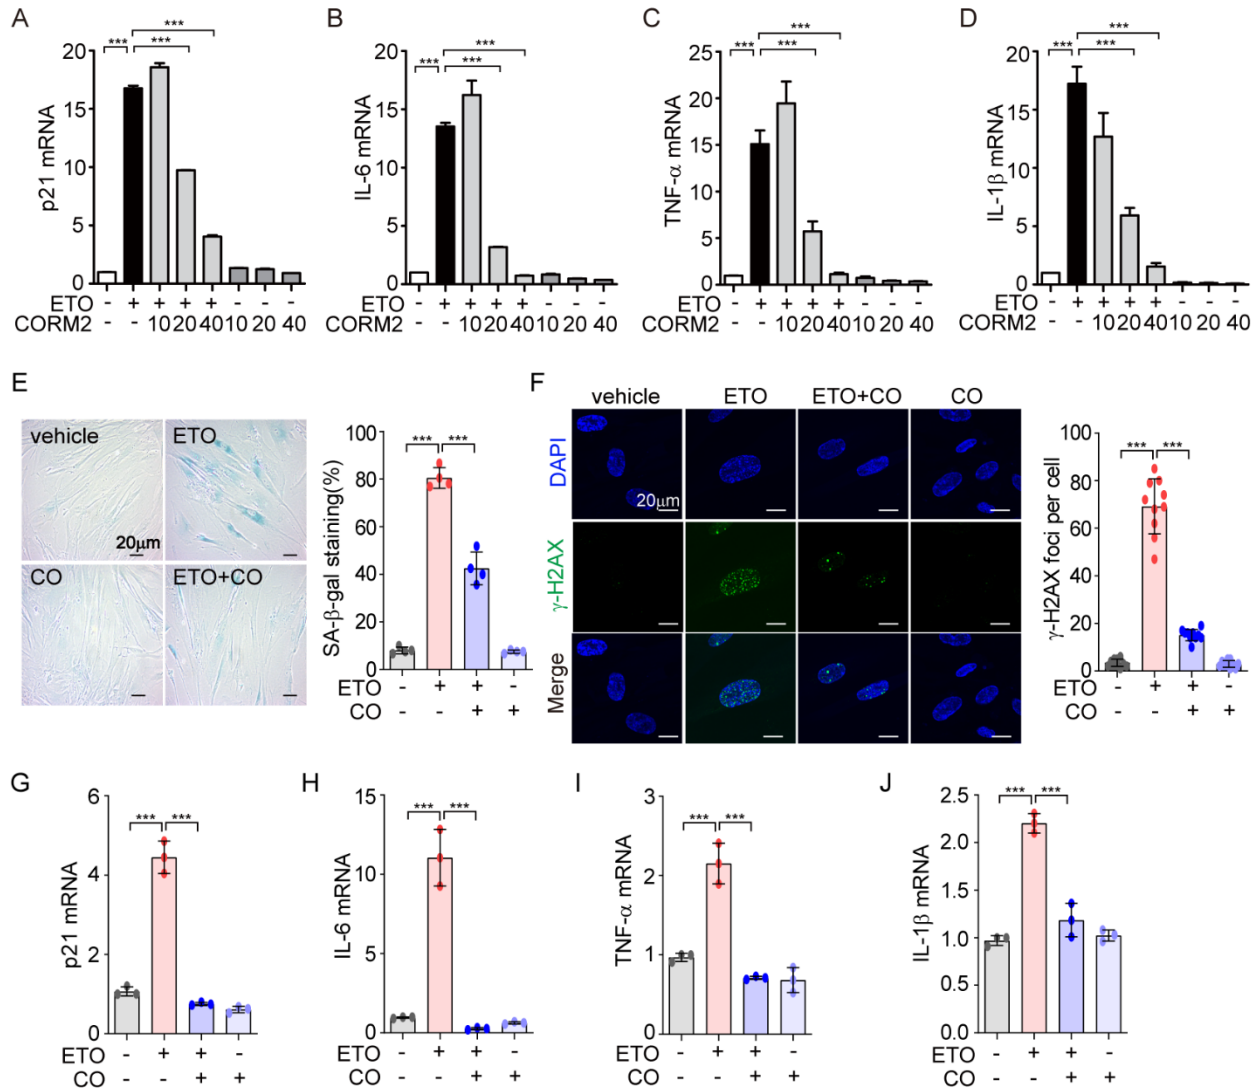 A
B
C
D
*** *** ***
*** *** ***
*** *** ***
*** *** ***
p21 mRNA
20
15
10
5
0
IL-6 mRNA
20
15
10
5
0
TNF-α mRNA
25
20
15
10
5
0
IL-1β mRNA
20
15
10
5
0
ETO - + + + + - - -
CORM2 - - 10 20 40 10 20 40
ETO - + + + + - - -
CORM2 - - 10 20 40 10 20 40
ETO - + + + + - - -
CORM2 - - 10 20 40 10 20 40
ETO - + + + + - - -
CORM2 - - 10 20 40 10 20 40
E
vehicle
ETO
20μm
CO
ETO+CO
SA-β-gal staining(%)
100
80
60
40
20
0
*** ***
ETO - + + -
CO - - + +
F
vehicle
ETO
ETO+CO
CO
DAPI
20μm
γ-H2AX
Merge
γ-H2AX foci per cell
100
80
60
40
20
0
*** ***
ETO - + + -
CO - - + +
G
p21 mRNA
6
4
2
0
*** ***
ETO - + + -
CO - - + +
H
IL-6 mRNA
15
10
5
0
*** ***
ETO - + + -
CO - - + +
I
TNF-α mRNA
3
2
1
0
*** ***
ETO - + + -
CO - - + +
J
IL-1β mRNA
2.5
2.0
1.5
1.0
0.5
0.0
*** ***
ETO - + + -
CO - - + +